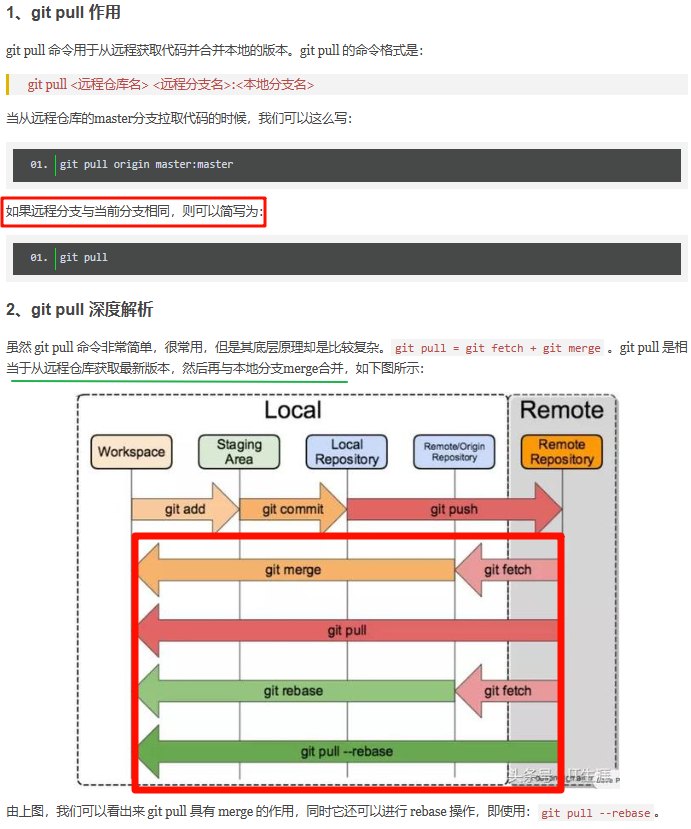 1、git pull 作用
git pull 命令用于从远程获取代码并合并本地的版本。git pull 的命令格式是：
git pull <远程仓库名> <远程分支名>:<本地分支名>
当从远程仓库的master分支拉取代码的时候，我们可以这么写：
01. git pull origin master:master
如果远程分支与当前分支相同，则可以简写为：
01. git pull
2、git pull 深度解析
虽然 git pull 命令非常简单，很常用，但是其底层原理却是比较复杂。 git pull = git fetch + git merge 。git pull 是相
当于从远程仓库获取最新版本，然后再与本地分支merge合并，如下图所示：
Local
Remote
Workspace
Staging
Area
Local
Repository
Remote/Origin
Repository
Remote
Repository
git add
git commit
git push
git merge
git fetch
git pull
git rebase
git fetch
git pull --rebase
由上图，我们可以看出来 git pull 具有 merge 的作用，同时它还可以进行 rebase 操作，即使用： git pull --rebase 。